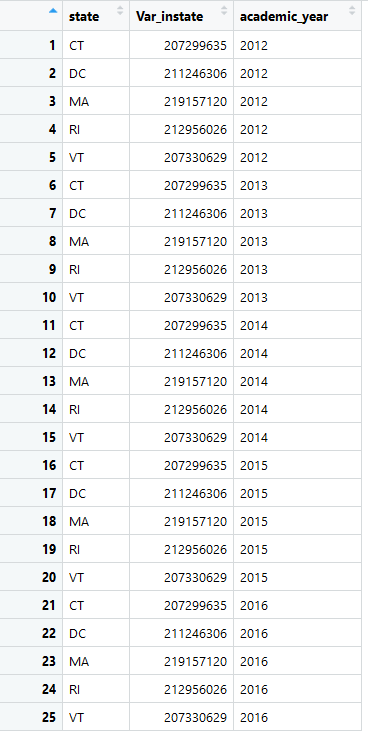 state Var_instate academic_year
1 CT 207299635 2012
2 DC 211246306 2012
3 MA 219157120 2012
4 RI 212956026 2012
5 VT 207330629 2012
6 CT 207299635 2013
7 DC 211246306 2013
8 MA 219157120 2013
9 RI 212956026 2013
10 VT 207330629 2013
11 CT 207299635 2014
12 DC 211246306 2014
13 MA 219157120 2014
14 RI 212956026 2014
15 VT 207330629 2014
16 CT 207299635 2015
17 DC 211246306 2015
18 MA 219157120 2015
19 RI 212956026 2015
20 VT 207330629 2015
21 CT 207299635 2016
22 DC 211246306 2016
23 MA 219157120 2016
24 RI 212956026 2016
25 VT 207330629 2016